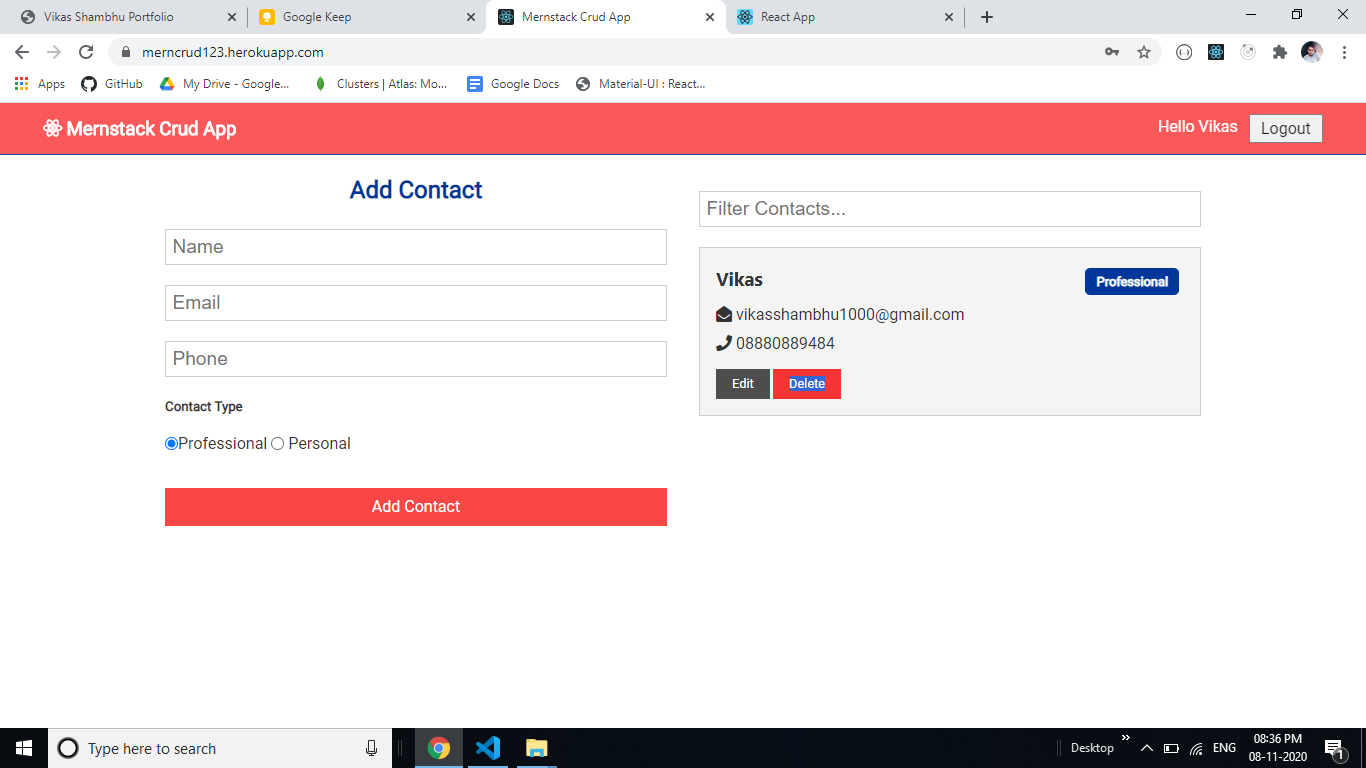 Vikas Shambhu Portfolio
Google Keep
Mernstack Crud App
React App
merncrud123.herokuapp.com
Apps
GitHub
My Drive - Google...
Clusters | Atlas: Mo...
Google Docs
Material-UI : React...
Mernstack Crud App
Hello Vikas
Logout
Add Contact
Name
Email
Phone
Contact Type
Professional
Personal
Add Contact
Filter Contacts...
Vikas
Professional
vikasshambhu1000@gmail.com
08880889484
Edit
Delete
Type here to search
Desktop
ENG
08:36 PM
08-11-2020
1